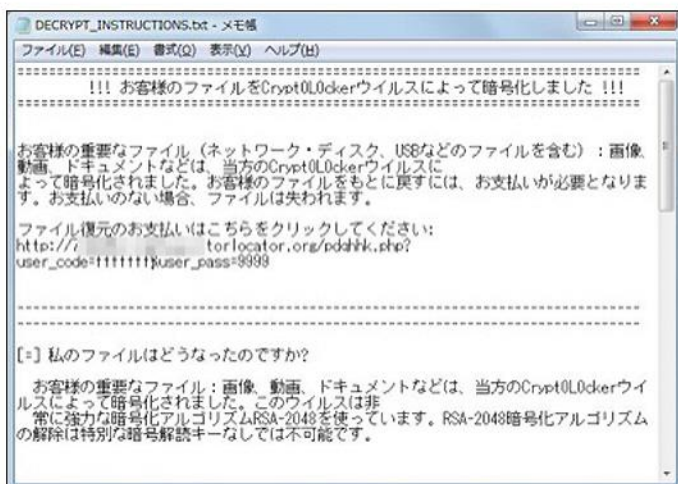 DECRYPT_INSTRUCTIONS.txt - メモ帳
ファイル(F) 編集(E) 書式(O) 表示(V) ヘルプ(H)
===============================================================================
!!! お客様のファイルをCrypt0L0ckerウイルスによって暗号化しました !!!
===============================================================================
お客様の重要なファイル（ネットワーク・ディスク、USBなどのファイルを含む）：画像、
動画、ドキュメントなどは、当方のCrypt0L0ckerウイルスに
よって暗号化されました。お客様のファイルをもとに戻すには、お支払いが必要となりま
す。お支払いのない場合、ファイルは失われます。
ファイル復元のお支払いはこちらをクリックしてください:
http://
torlocator.org/pdqhhk.php?
user_code=1111111&user_pass=9999
-------------------------------------------------------------------------------
-------------------------------------------------------------------------------
[=] 私のファイルはどうなったのですか?
お客様の重要なファイル：画像、動画、ドキュメントなどは、当方のCrypt0L0ckerウイ
ルスによって暗号化されました。このウイルスは非
常に強力な暗号化アルゴリズムRSA-2048を使っています。RSA-2048暗号化アルゴリズム
の解除は特別な暗号解読キーなしでは不可能です。